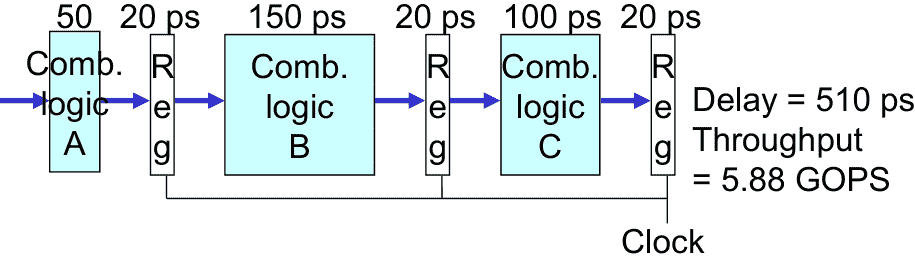 50 20 ps 150 ps 20 ps 100 ps 20 ps
Comb.
logic
A
R
e
g
Comb.
logic
B
R
e
g
Comb.
logic
C
R
e
g
Delay = 510 ps
Throughput
= 5.88 GOPS
Clock